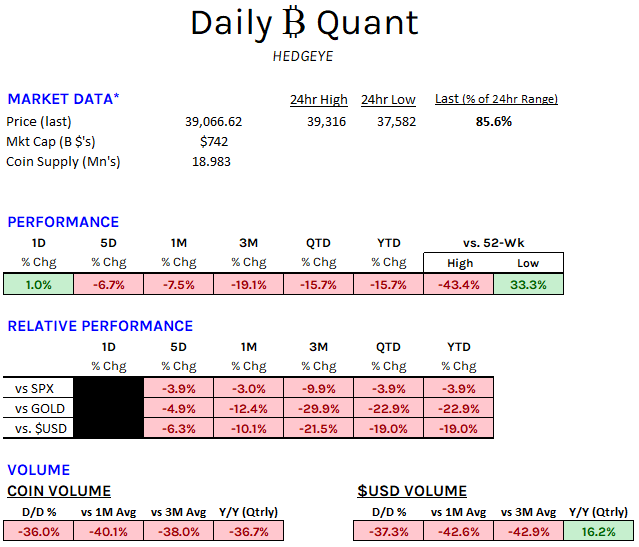 Daily ₿ Quant
HEDGEYE
MARKET DATA* 24hr High 24hr Low Last (% of 24hr Range)
Price (last) 39,066.62 39,316 37,582 85.6%
Mkt Cap (B $'s) $742
Coin Supply (Mn's) 18.983
PERFORMANCE
1D 5D 1M 3M QTD YTD vs. 52-Wk
% Chg % Chg % Chg % Chg % Chg % Chg High Low
1.0% -6.7% -7.5% -19.1% -15.7% -15.7% -43.4% 33.3%
RELATIVE PERFORMANCE
1D 5D 1M 3M QTD YTD
% Chg % Chg % Chg % Chg % Chg % Chg
vs SPX -3.9% -3.0% -9.9% -3.9% -3.9%
vs GOLD -4.9% -12.4% -29.9% -22.9% -22.9%
vs. $USD -6.3% -10.1% -21.5% -19.0% -19.0%
VOLUME
COIN VOLUME $USD VOLUME
D/D % vs 1M Avg vs 3M Avg Y/Y (Qtrly) D/D % vs 1M Avg vs 3M Avg Y/Y (Qtrly)
-36.0% -40.1% -38.0% -36.7% -37.3% -42.6% -42.9% 16.2%